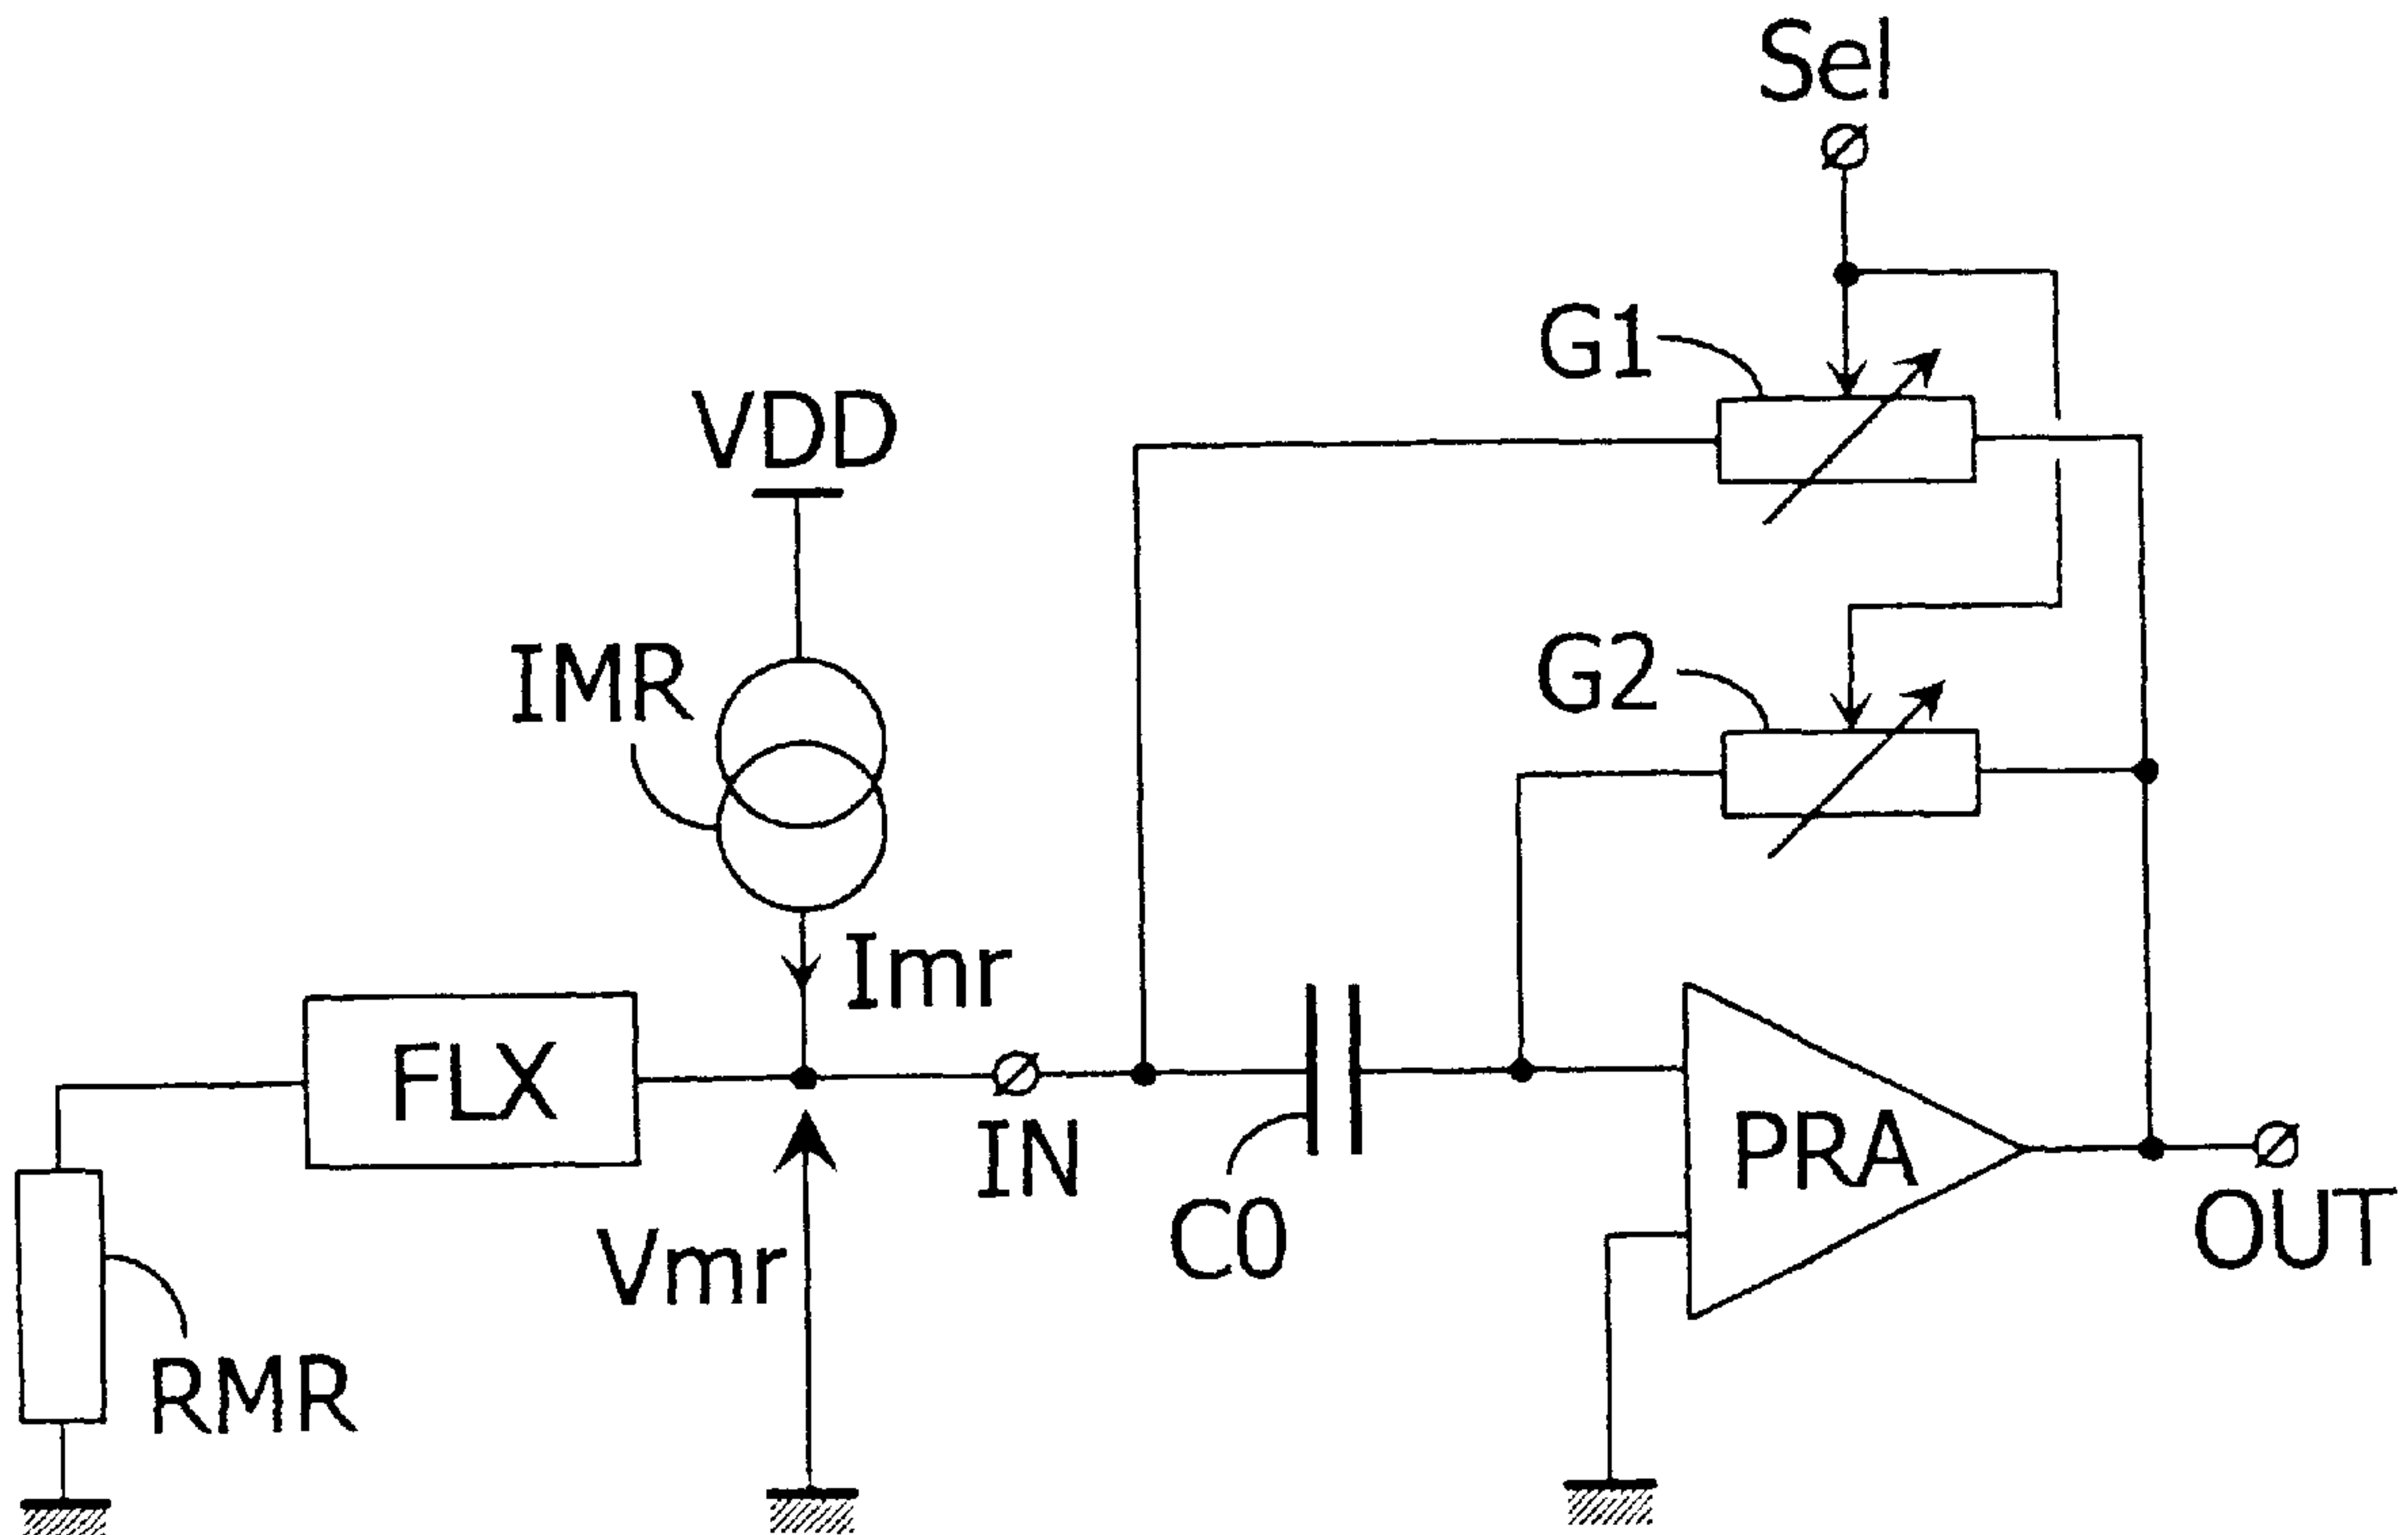 Sel
G1
VDD
G2
IMR
Imr
FLX
IN
PRA
OUT
C0
Vmr
RMR